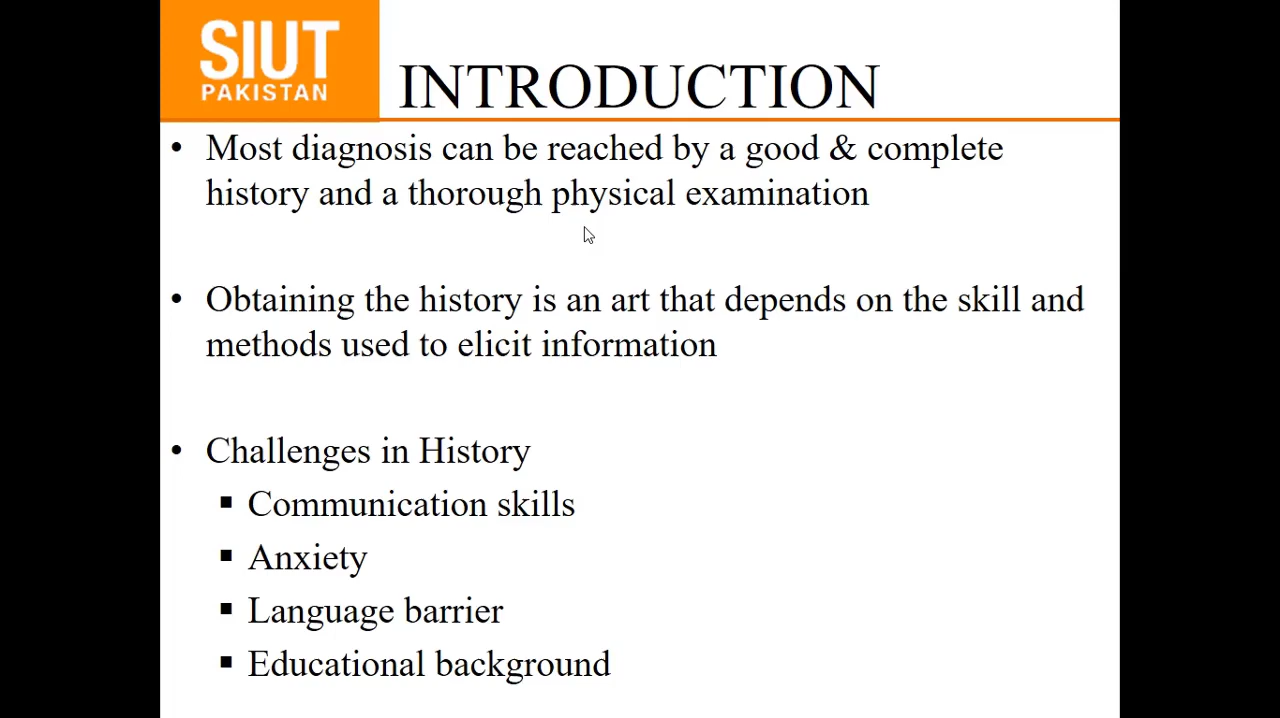 SIUT
PAKISTAN
INTRODUCTION
• Most diagnosis can be reached by a good & complete
history and a thorough physical examination
• Obtaining the history is an art that depends on the skill and
methods used to elicit information
• Challenges in History
▪ Communication skills
▪ Anxiety
▪ Language barrier
▪ Educational background